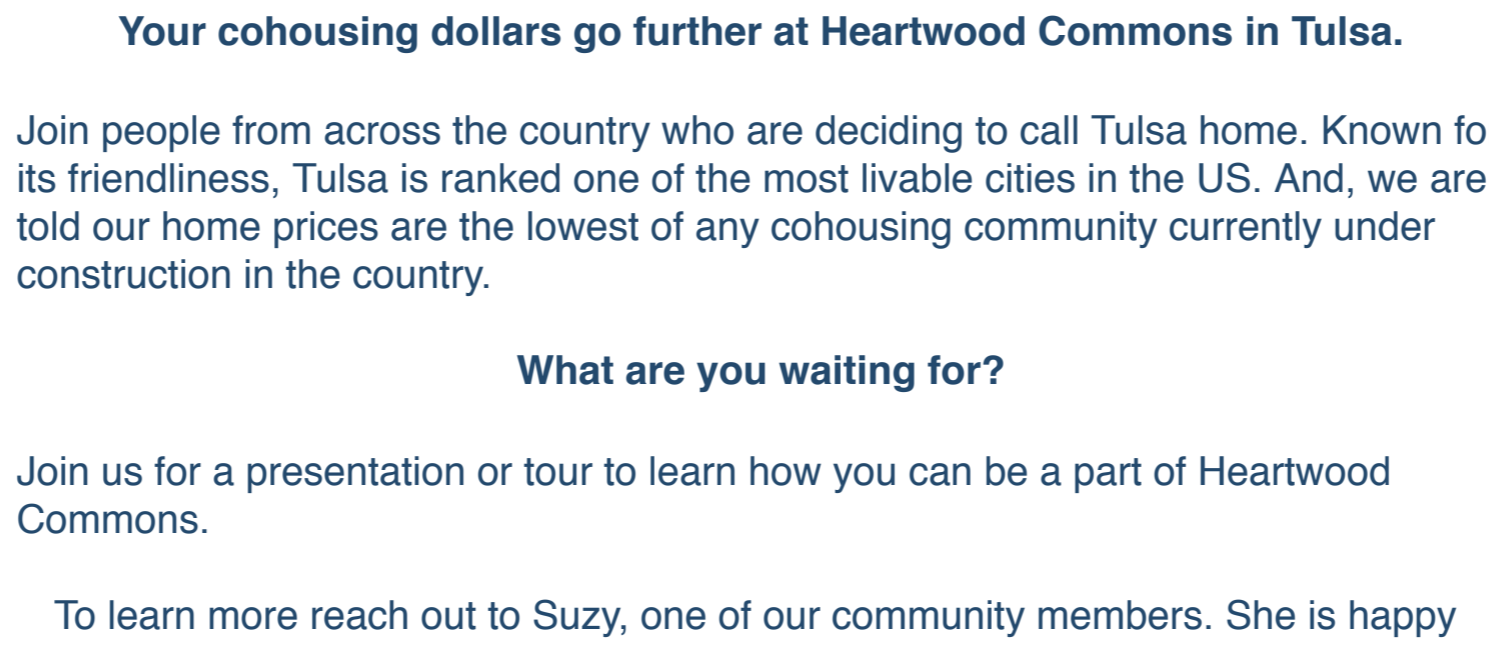 Your cohousing dollars go further at Heartwood Commons in Tulsa.
Join people from across the country who are deciding to call Tulsa home. Known fo
its friendliness, Tulsa is ranked one of the most livable cities in the US. And, we are
told our home prices are the lowest of any cohousing community currently under
construction in the country.
What are you waiting for?
Join us for a presentation or tour to learn how you can be a part of Heartwood
Commons.
To learn more reach out to Suzy, one of our community members. She is happy